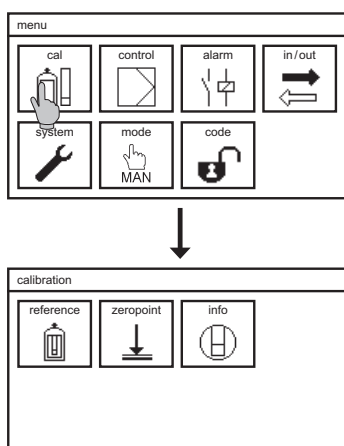 menu
cal control alarm in/out
system mode code
MAN
calibration
reference zeropoint info